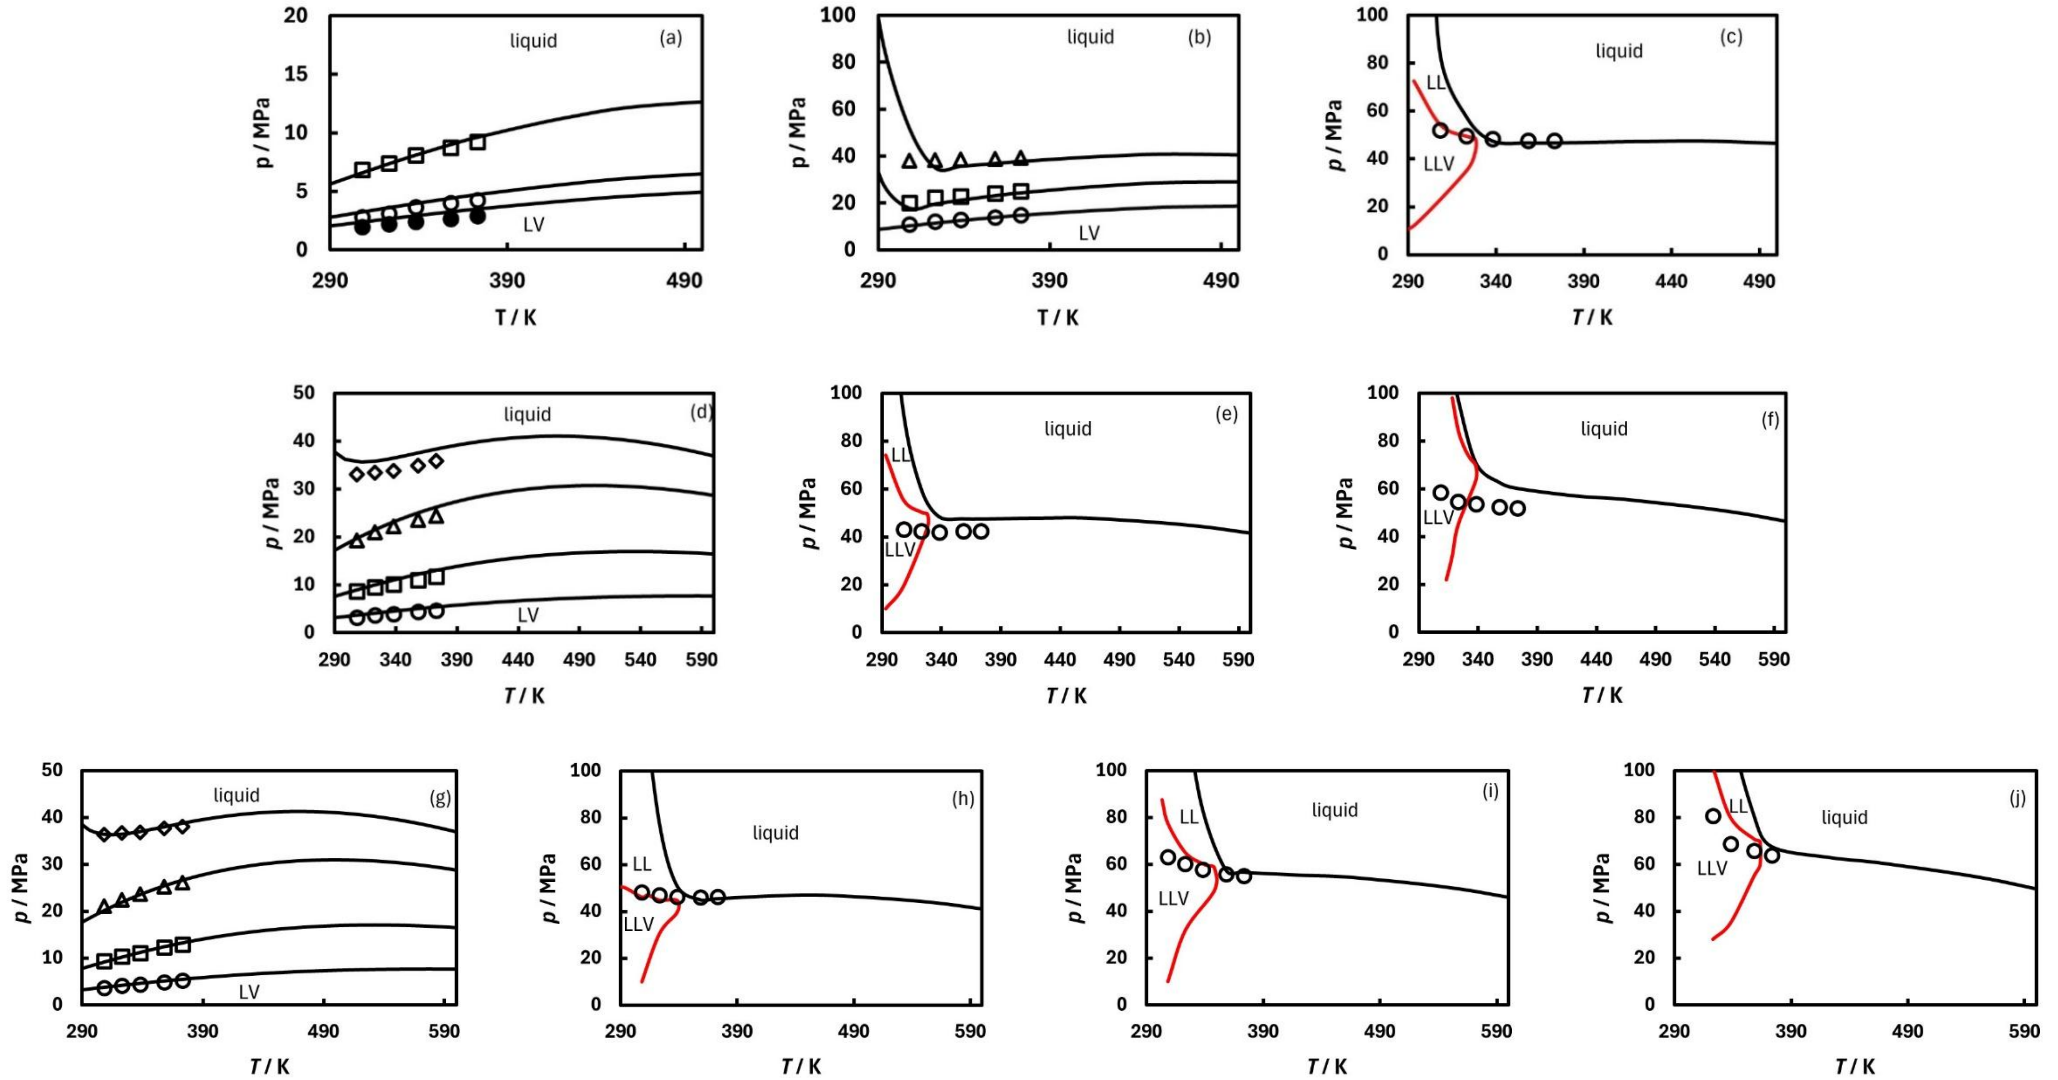 20
15
10
5
0
p / MPa
liquid
(a)
LV
290
390
490
T / K
100
80
60
40
20
0
p / MPa
liquid
(b)
LV
290
390
490
T / K
100
80
60
40
20
0
p / MPa
LL
LLV
liquid
(c)
290
340
390
440
490
T / K
50
40
30
20
10
0
p / MPa
liquid
(d)
LV
290
340
390
440
490
540
590
T / K
100
80
60
40
20
0
p / MPa
LL
LLV
liquid
(e)
290
340
390
440
490
540
590
T / K
100
80
60
40
20
0
p / MPa
LLV
liquid
(f)
290
340
390
440
490
540
590
T / K
50
40
30
20
10
0
p / MPa
liquid
(g)
LV
290
390
490
590
T / K
100
80
60
40
20
0
p / MPa
LL
LLV
liquid
(h)
290
390
490
590
T / K
100
80
60
40
20
0
p / MPa
LL
LLV
liquid
(i)
290
390
490
590
T / K
100
80
60
40
20
0
p / MPa
LL
LLV
liquid
(j)
290
390
490
590
T / K